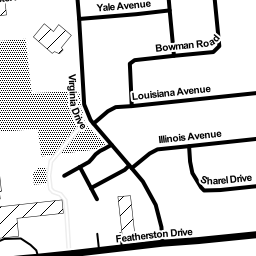 Yale Avenue
Bowman Road
Virginia Drive
Louisiana Avenue
Illinois Avenue
Sharel Drive
Featherston Drive